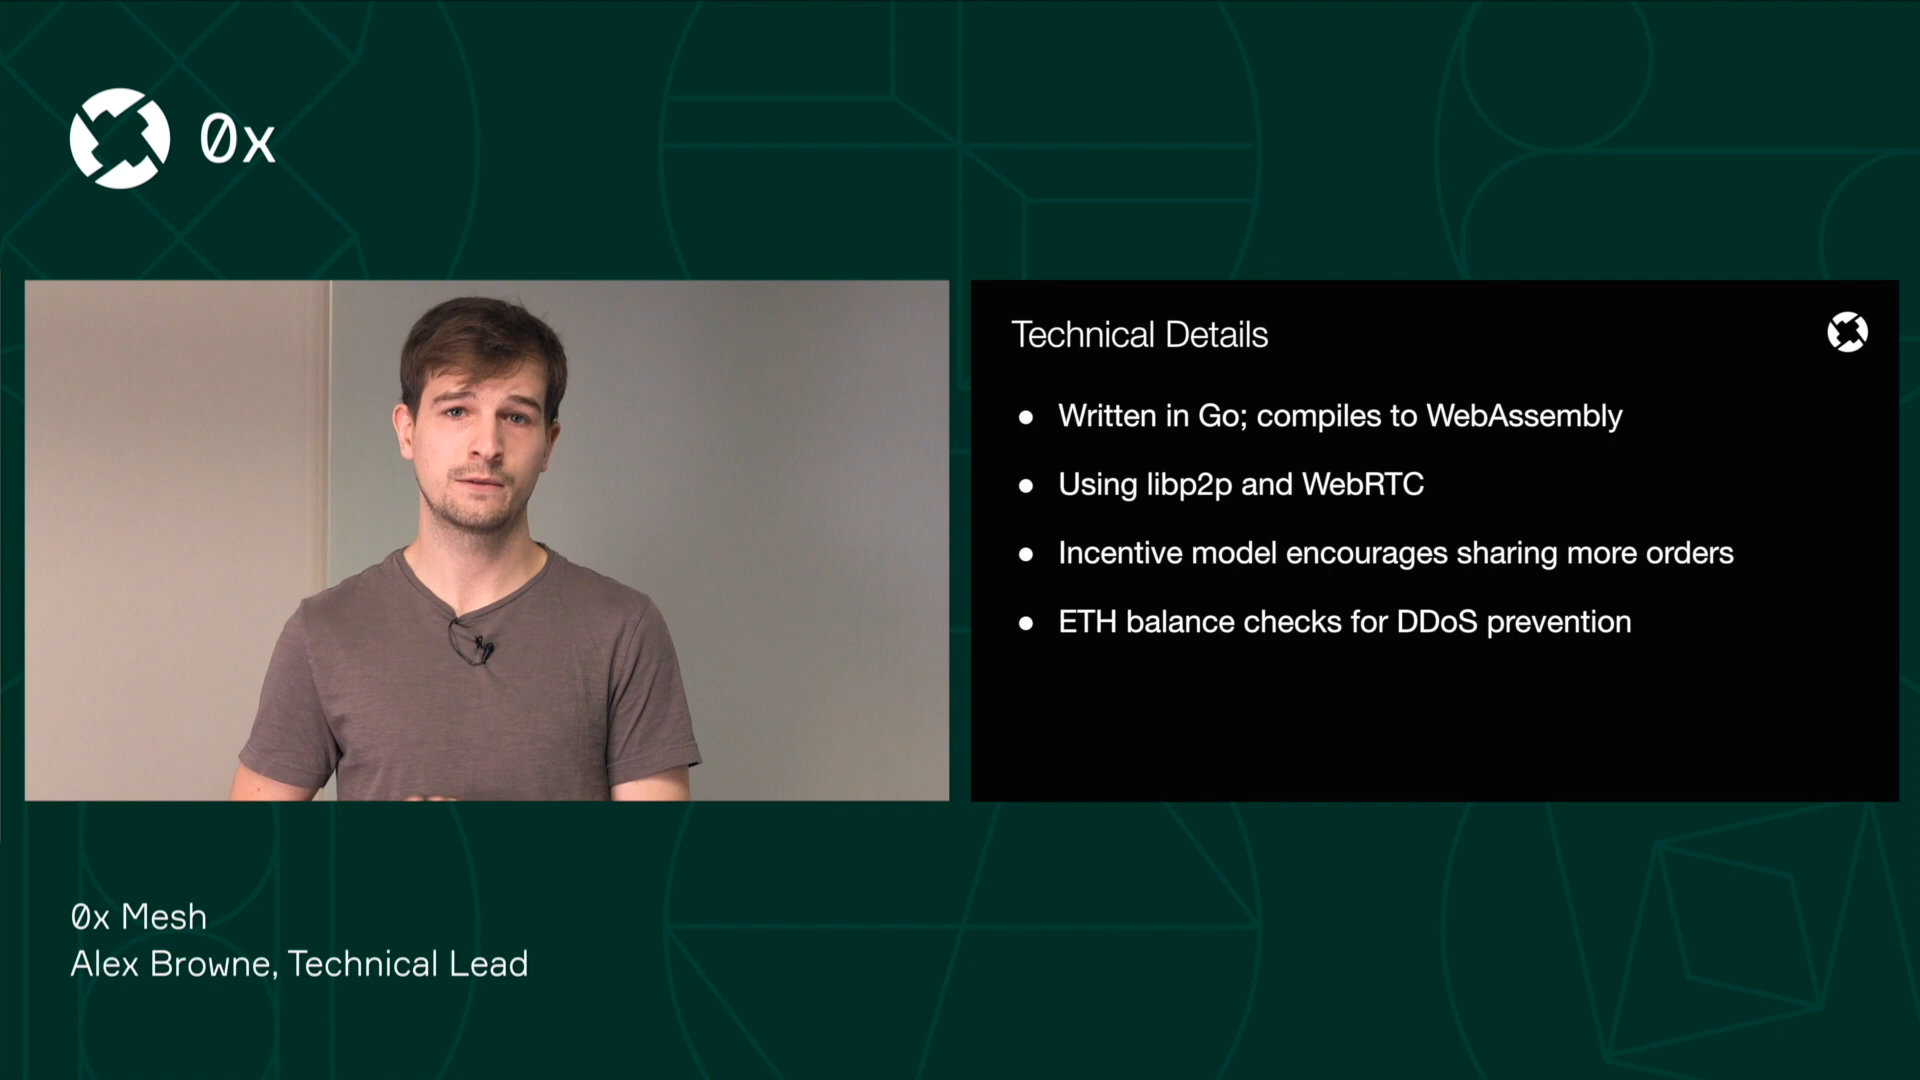 0x
Technical Details
● Written in Go; compiles to WebAssembly
● Using libp2p and WebRTC
● Incentive model encourages sharing more orders
● ETH balance checks for DDoS prevention
0x Mesh
Alex Browne, Technical Lead